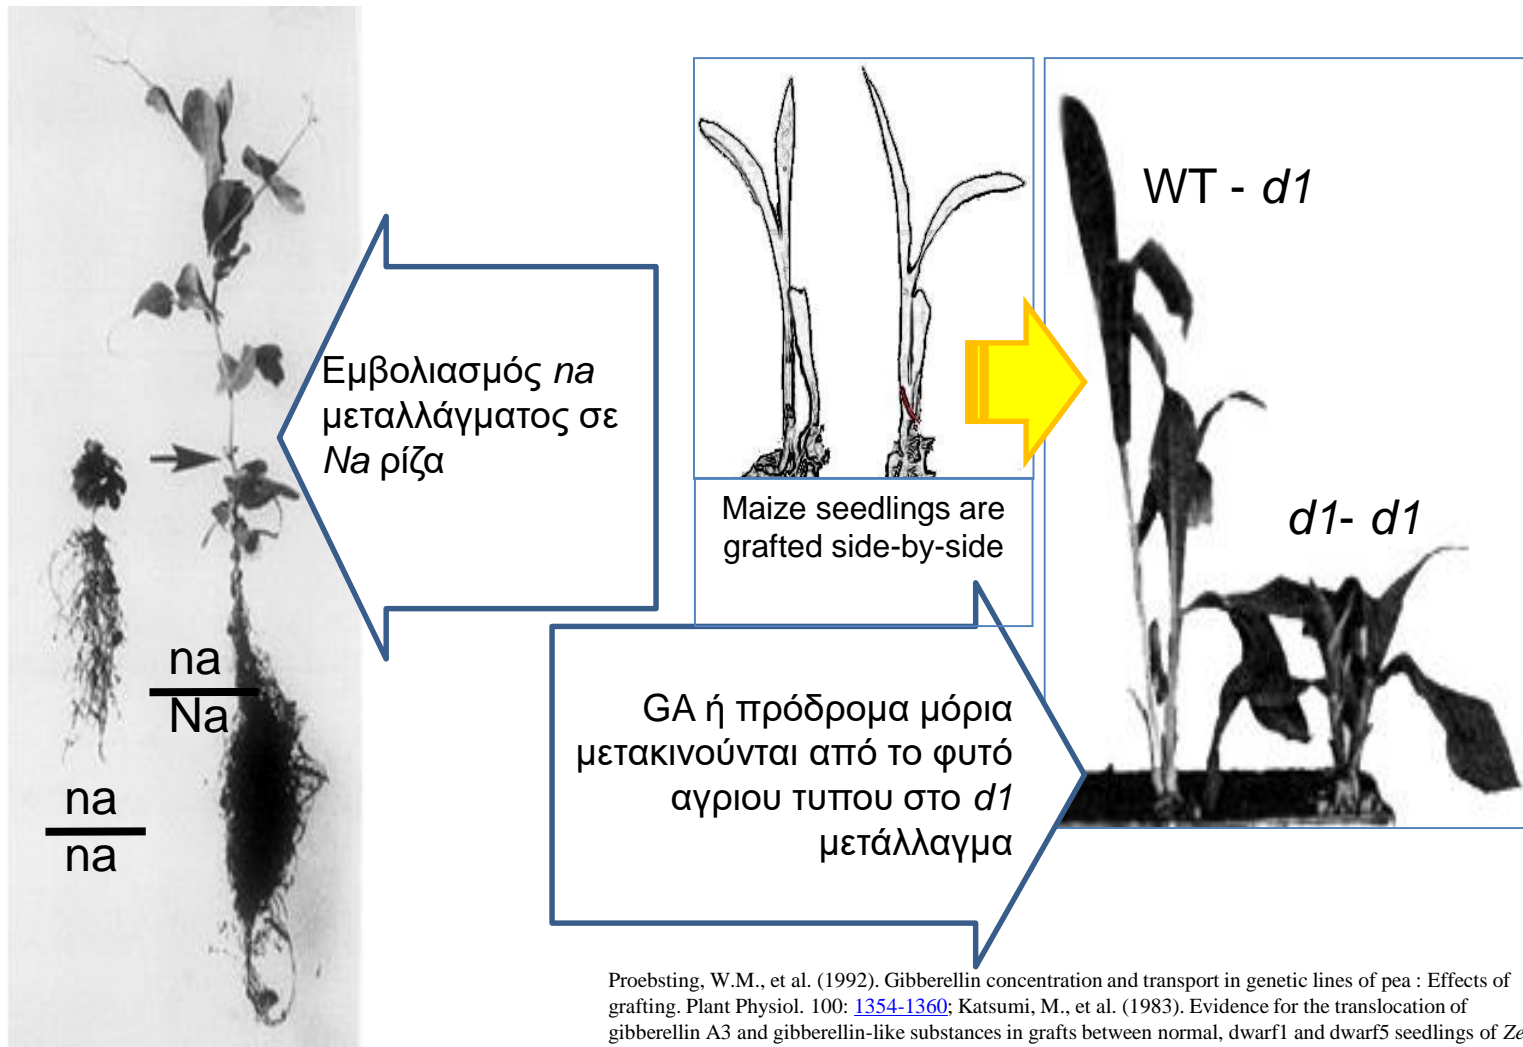 Εμβολιασμός na
μεταλλάγματος σε
Na ρίζα
na
Na
na
na
Maize seedlings are
grafted side-by-side
WT - d1
d1- d1
GA ή πρόδρομα μόρια
μετακινούνται από το φυτό
αγριου τυπου στο d1
μετάλλαγμα
Proebsting, W.M., et al. (1992). Gibberellin concentration and transport in genetic lines of pea : Effects of
grafting. Plant Physiol. 100: 1354-1360; Katsumi, M., et al. (1983). Evidence for the translocation of
gibberellin A3 and gibberellin-like substances in grafts between normal, dwarf1 and dwarf5 seedlings of Ze